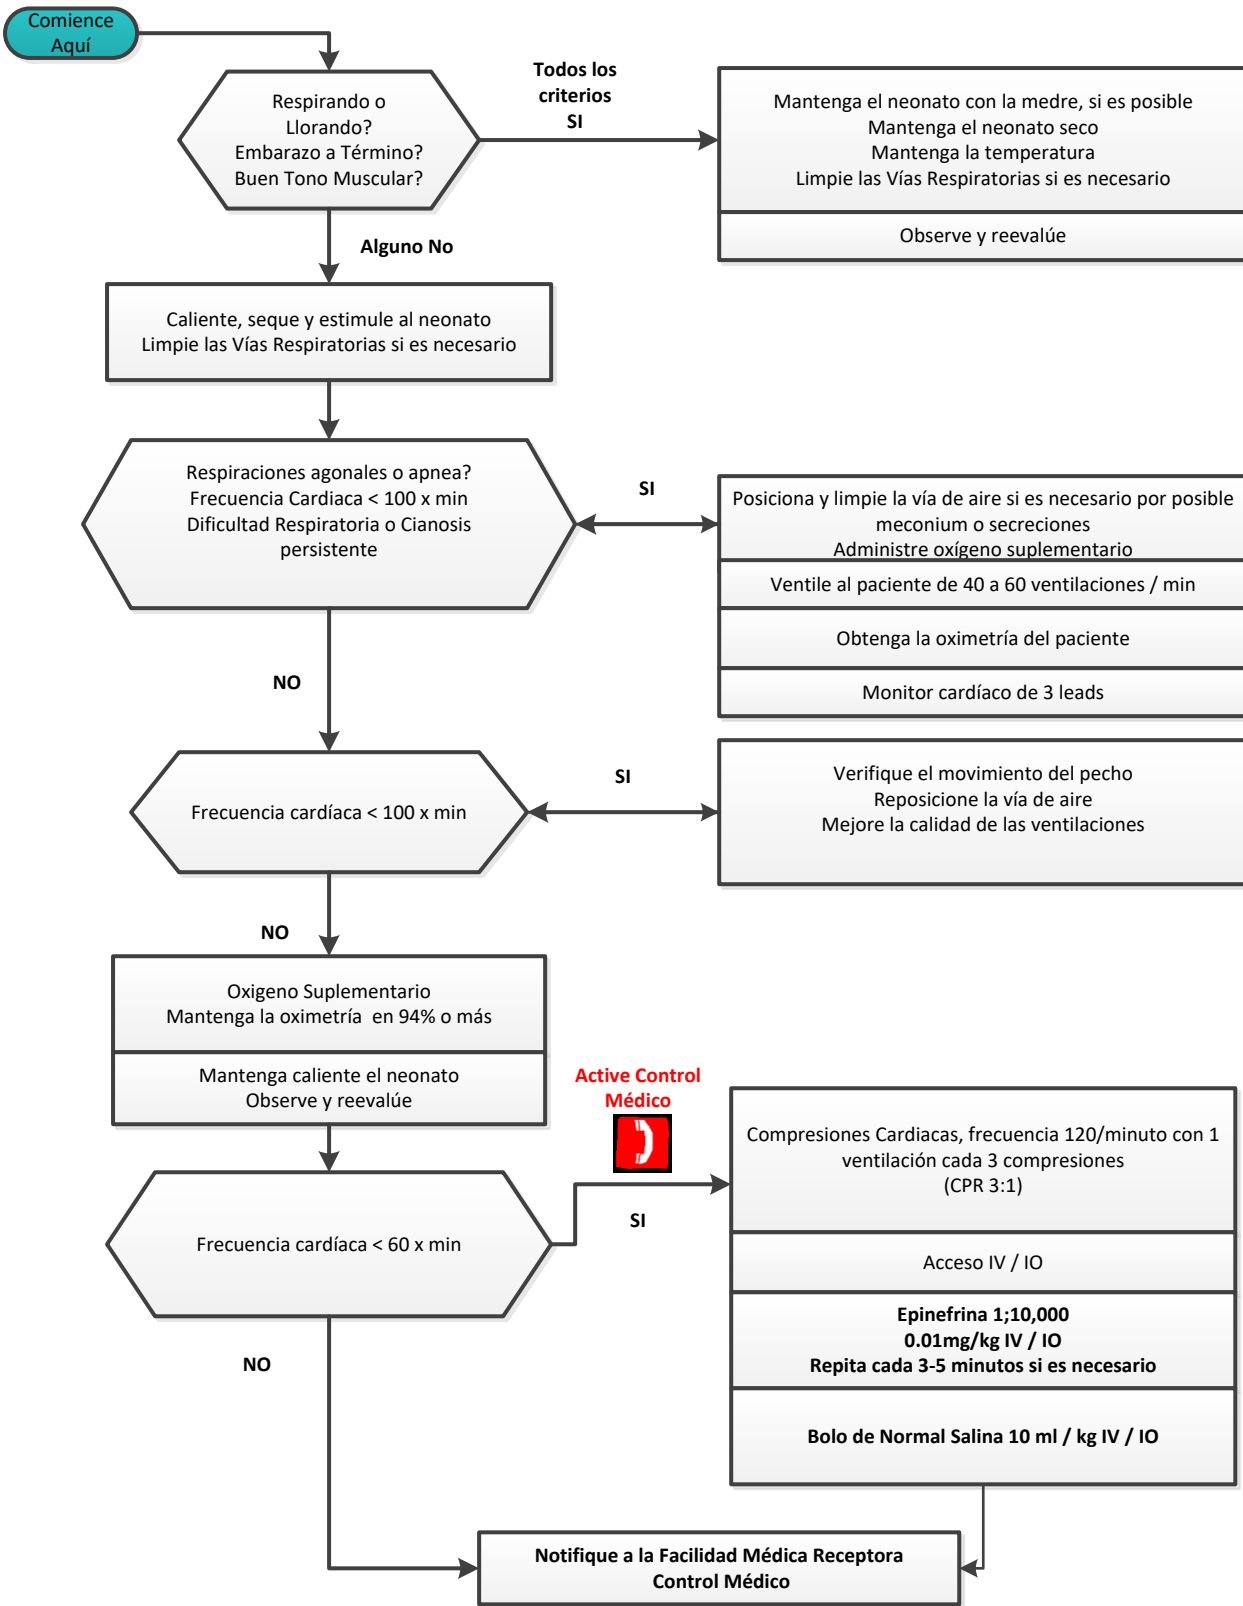 Comience
Aquí
Respirando o
Llorando?
Embarazo a Término?
Buen Tono Muscular?
Todos los
criterios
SI
Mantenga el neonato con la medre, si es posible
Mantenga el neonato seco
Mantenga la temperatura
Limpie las Vías Respiratorias si es necesario
Observe y reevalúe
Alguno No
Caliente, seque y estimule al neonato
Limpie las Vías Respiratorias si es necesario
Respiraciones agonales o apnea?
Frecuencia Cardiaca < 100 x min
Dificultad Respiratoria o Cianosis
persistente
SI
Posiciona y limpie la vía de aire si es necesario por posible
meconium o secreciones
Administre oxígeno suplementario
Ventile al paciente de 40 a 60 ventilaciones / min
Obtenga la oximetría del paciente
Monitor cardíaco de 3 leads
NO
Frecuencia cardíaca < 100 x min
SI
Verifique el movimiento del pecho
Reposicione la vía de aire
Mejore la calidad de las ventilaciones
NO
Oxigeno Suplementario
Mantenga la oximetría en 94% o más
Mantenga caliente el neonato
Observe y reevalúe
Active Control
Médico
Frecuencia cardíaca < 60 x min
SI
Compresiones Cardiacas, frecuencia 120/minuto con 1
ventilación cada 3 compresiones
(CPR 3:1)
Acceso IV / IO
Epinefrina 1;10,000
0.01mg/kg IV / IO
Repita cada 3-5 minutos si es necesario
Bolo de Normal Salina 10 ml / kg IV / IO
NO
Notifique a la Facilidad Médica Receptora
Control Médico